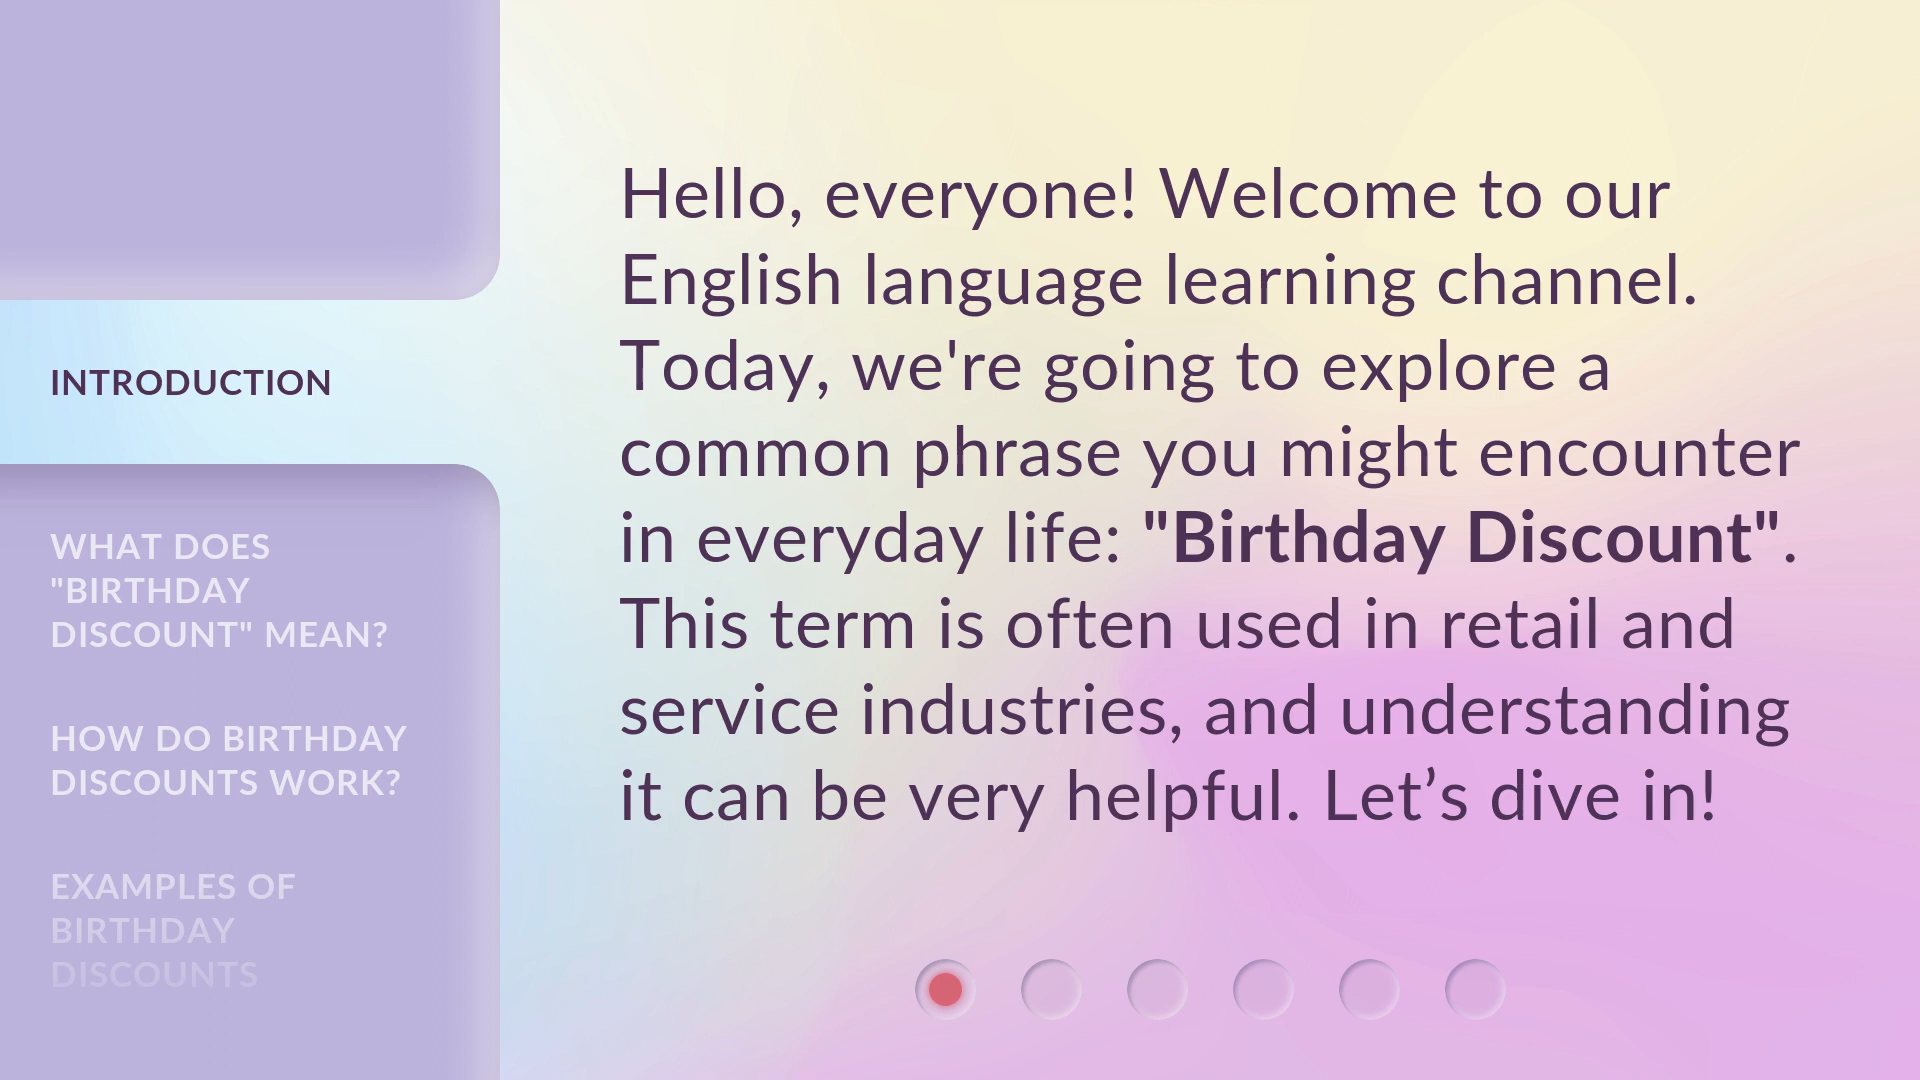 INTRODUCTION
WHAT DOES
"BIRTHDAY
DISCOUNT" MEAN?
HOW DO BIRTHDAY
DISCOUNTS WORK?
EXAMPLES OF
BIRTHDAY
DISCOUNTS
Hello, everyone! Welcome to our
English language learning channel.
Today, we're going to explore a
common phrase you might encounter
in everyday life: "Birthday Discount".
This term is often used in retail and
service industries, and understanding
it can be very helpful. Let’s dive in!